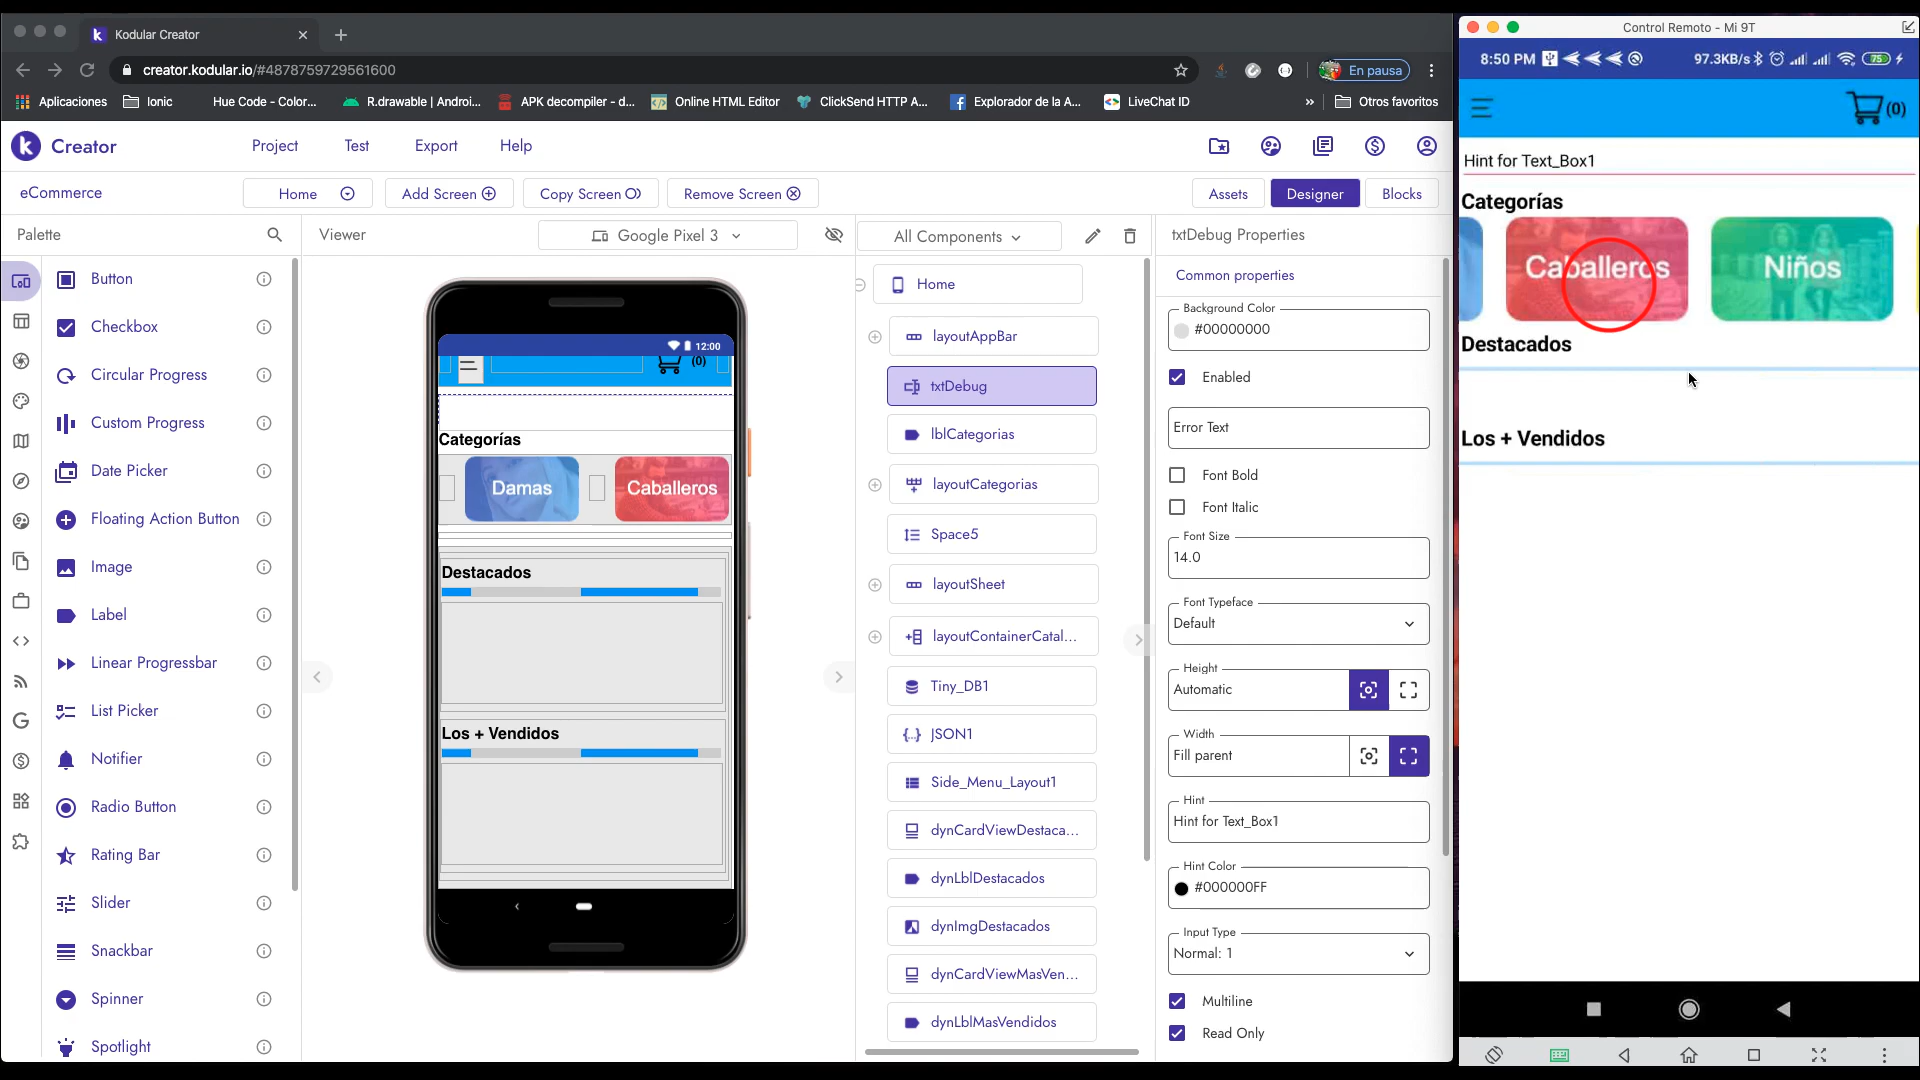 Kodular Creator
creator.kodular.io/#4878759729561600
En pausa
Aplicaciones
Ionic
Hue Code - Color...
R.drawable | Androi...
APK decompiler - d...
Online HTML Editor
ClickSend HTTP A...
Explorador de la A...
LiveChat ID
»
Otros favoritos
Creator
Project
Test
Export
Help
eCommerce
Home
Add Screen
Copy Screen
Remove Screen
Assets
Designer
Blocks
Palette
Button
Checkbox
Circular Progress
Custom Progress
Date Picker
Floating Action Button
Image
Label
Linear Progressbar
List Picker
Notifier
Radio Button
Rating Bar
Slider
Snackbar
Spinner
Spotlight
Viewer
Google Pixel 3
12:00
(0)
Categorías
Damas
Caballeros
Destacados
Los + Vendidos
All Components
Home
layoutAppBar
txtDebug
lblCategorias
layoutCategorias
Space5
layoutSheet
layoutContainerCatal...
Tiny_DB1
JSON1
Side_Menu_Layout1
dynCardViewDestaca...
dynLblDestacados
dynImgDestacados
dynCardViewMasVen...
dynLblMasVendidos
txtDebug Properties
Common properties
Background Color
#00000000
Enabled
Error Text
Font Bold
Font Italic
Font Size
14.0
Font Typeface
Default
Height
Automatic
Width
Fill parent
Hint
Hint for Text_Box1
Hint Color
#000000FF
Input Type
Normal: 1
Multiline
Read Only
Control Remoto - Mi 9T
8:50 PM
97.3KB/s
75
(0)
Hint for Text_Box1
Categorías
Caballeros
Niños
Destacados
Los + Vendidos